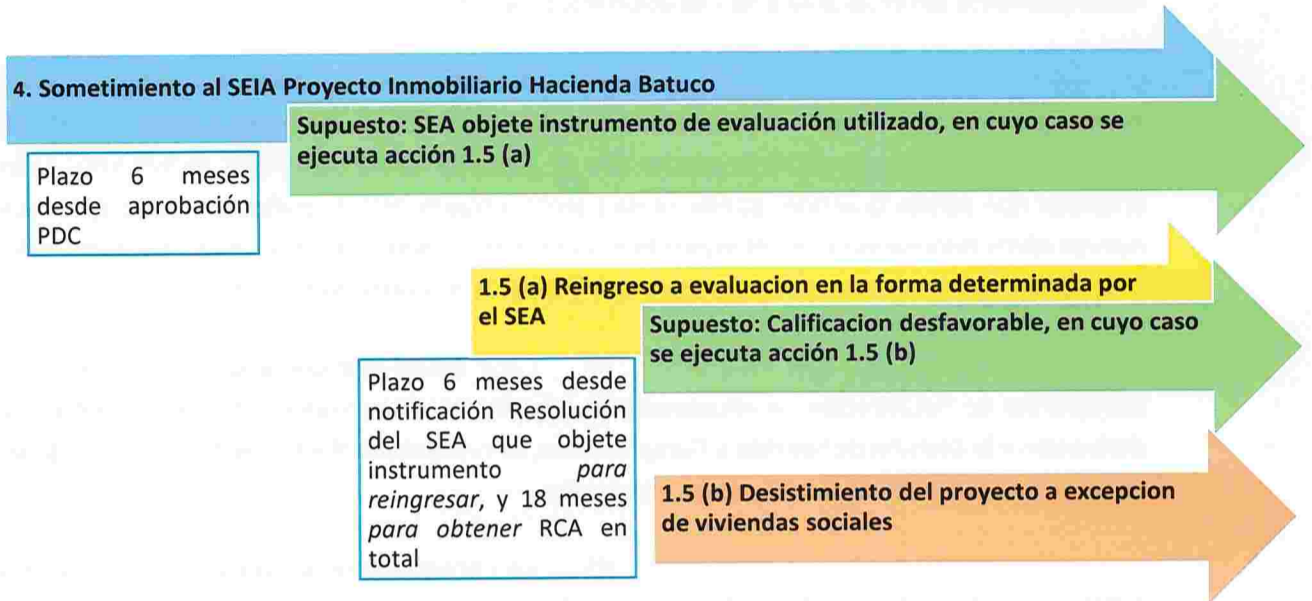 4. Sometimiento al SEIA Proyecto Inmobiliario Hacienda Batuco
Supuesto: SEA objete instrumento de evaluación utilizado, en cuyo caso se
ejecuta acción 1.5 (a)
Plazo 6 meses
desde aprobación
PDC
1.5 (a) Reingreso a evaluacion en la forma determinada por
el SEA
Supuesto: Calificacion desfavorable, en cuyo caso
se ejecuta acción 1.5 (b)
Plazo 6 meses desde
notificación Resolución
del SEA que objete
instrumento para
reingresar, y 18 meses
para obtener RCA en
total
1.5 (b) Desistimiento del proyecto a excepcion
de viviendas sociales